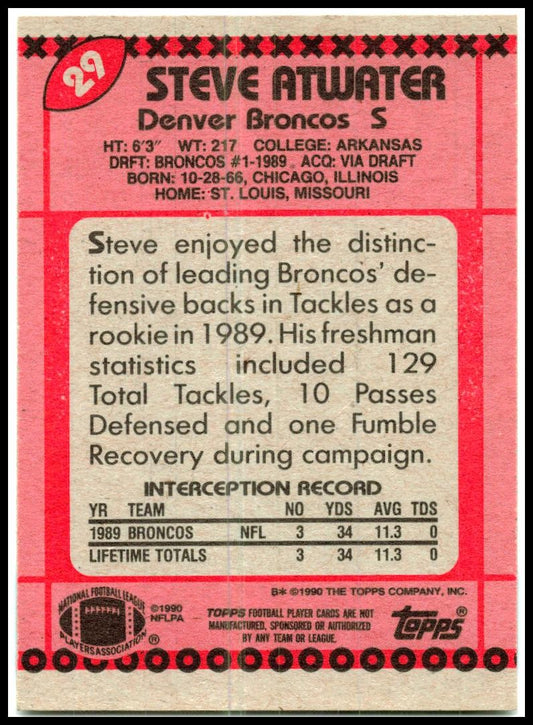 29
STEVE ATWATER
Denver Broncos S
HT: 6'3" WT: 217 COLLEGE: ARKANSAS
DRFT: BRONCOS #1-1989 ACQ: VIA DRAFT
BORN: 10-28-66, CHICAGO, ILLINOIS
HOME: ST. LOUIS, MISSOURI
Steve enjoyed the distinc-
tion of leading Broncos' de-
fensive backs in Tackles as a
rookie in 1989. His freshman
statistics included 129
Total Tackles, 10 Passes
Defensed and one Fumble
Recovery during campaign.
INTERCEPTION RECORD
YR TEAM NO YDS AVG TDS
1989 BRONCOS NFL 3 34 11.3 0
LIFETIME TOTALS 3 34 11.3 0
B* ©1990 THE TOPPS COMPANY, INC.
NATIONAL FOOTBALL LEAGUE
PLAYERS ASSOCIATION ®
©1990
NFLPA
TOPPS FOOTBALL PLAYER CARDS ARE NOT
MANUFACTURED, SPONSORED OR AUTHORIZED
BY ANY TEAM OR LEAGUE.
Topps®